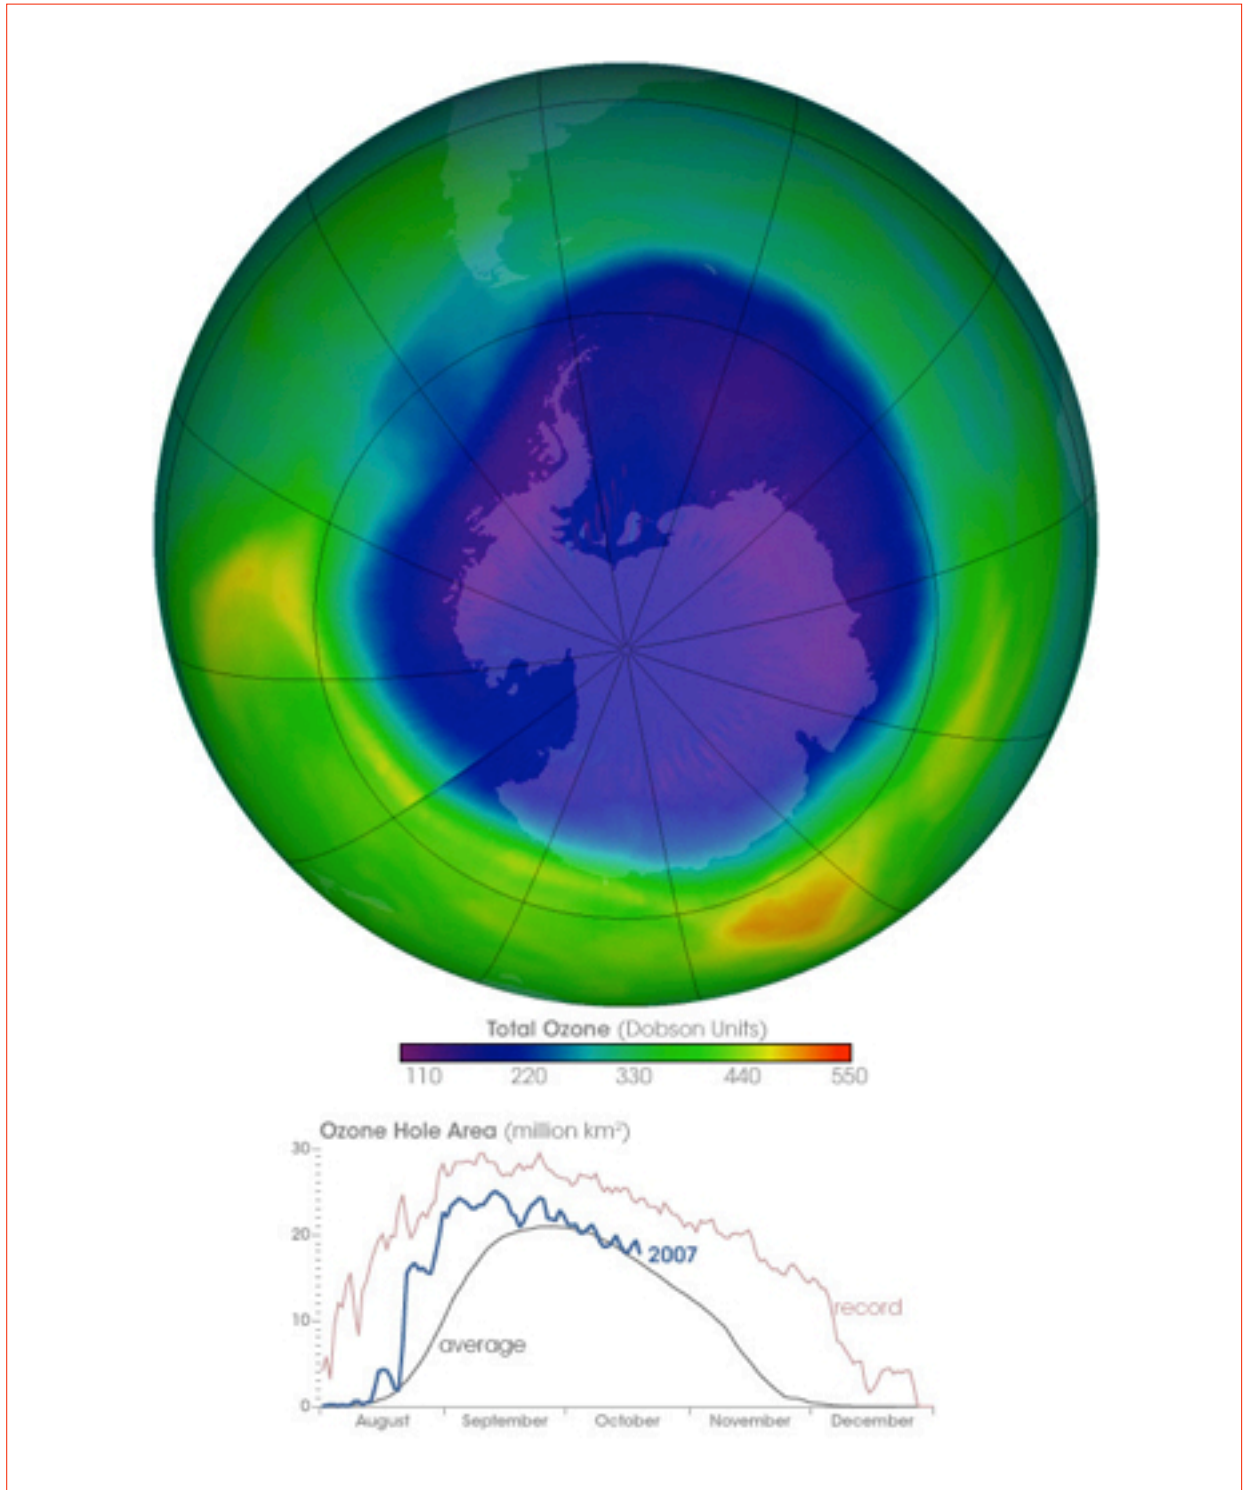 Total Ozone (Dobson Units)
110 220 330 440 550
Ozone Hole Area (million km²)
30
20
2007
10
record
average
0
August September October November December